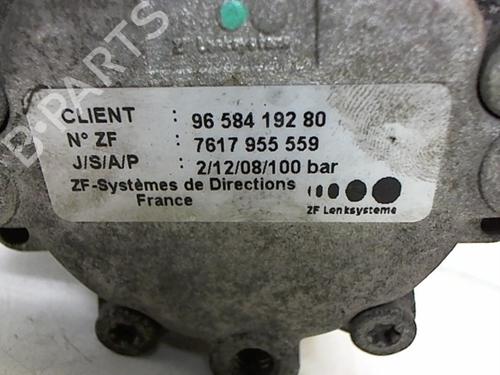 B-PARTS
CLIENT : 96 584 192 80
N° ZF : 7617 955 559
J/S/A/P : 2/12/08/100 bar
ZF-Systèmes de Directions
France
ZF Lenksysteme